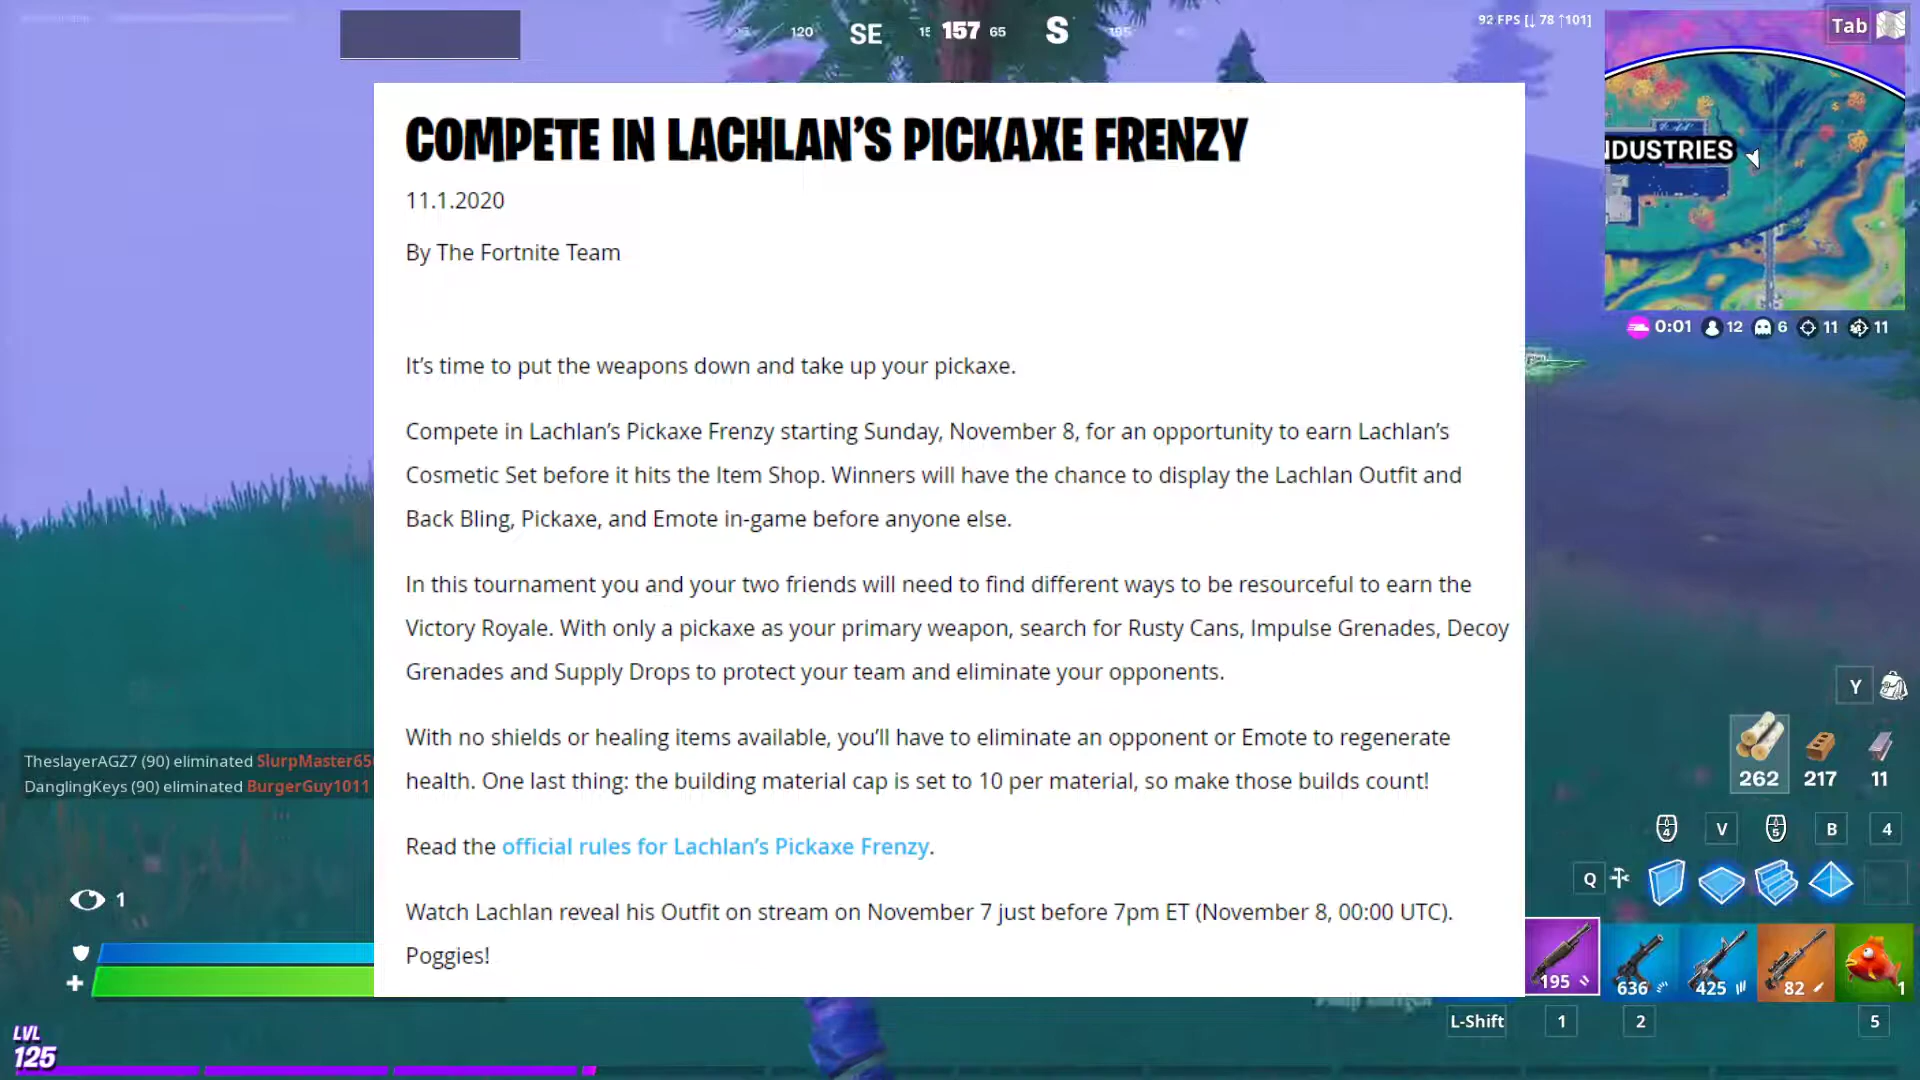 120 SE 157 65 S 195
92 FPS [↓ 78 ↑101]
Tab
NDUSTRIES
0:01 12 6 11 11
COMPETE IN LACHLAN’S PICKAXE FRENZY
11.1.2020
By The Fortnite Team
It’s time to put the weapons down and take up your pickaxe.
Compete in Lachlan’s Pickaxe Frenzy starting Sunday, November 8, for an opportunity to earn Lachlan’s
Cosmetic Set before it hits the Item Shop. Winners will have the chance to display the Lachlan Outfit and
Back Bling, Pickaxe, and Emote in-game before anyone else.
In this tournament you and your two friends will need to find different ways to be resourceful to earn the
Victory Royale. With only a pickaxe as your primary weapon, search for Rusty Cans, Impulse Grenades, Decoy
Grenades and Supply Drops to protect your team and eliminate your opponents.
With no shields or healing items available, you’ll have to eliminate an opponent or Emote to regenerate
health. One last thing: the building material cap is set to 10 per material, so make those builds count!
Read the official rules for Lachlan’s Pickaxe Frenzy.
Watch Lachlan reveal his Outfit on stream on November 7 just before 7pm ET (November 8, 00:00 UTC).
Poggies!
TheslayerAGZ7 (90) eliminated
DanglingKeys (90) eliminated BurgerGuy1011
1
LVL
125
Y
262 217 11
4 V 5 B 4
Q
195 636 425 82 1
L-Shift 1 2 5